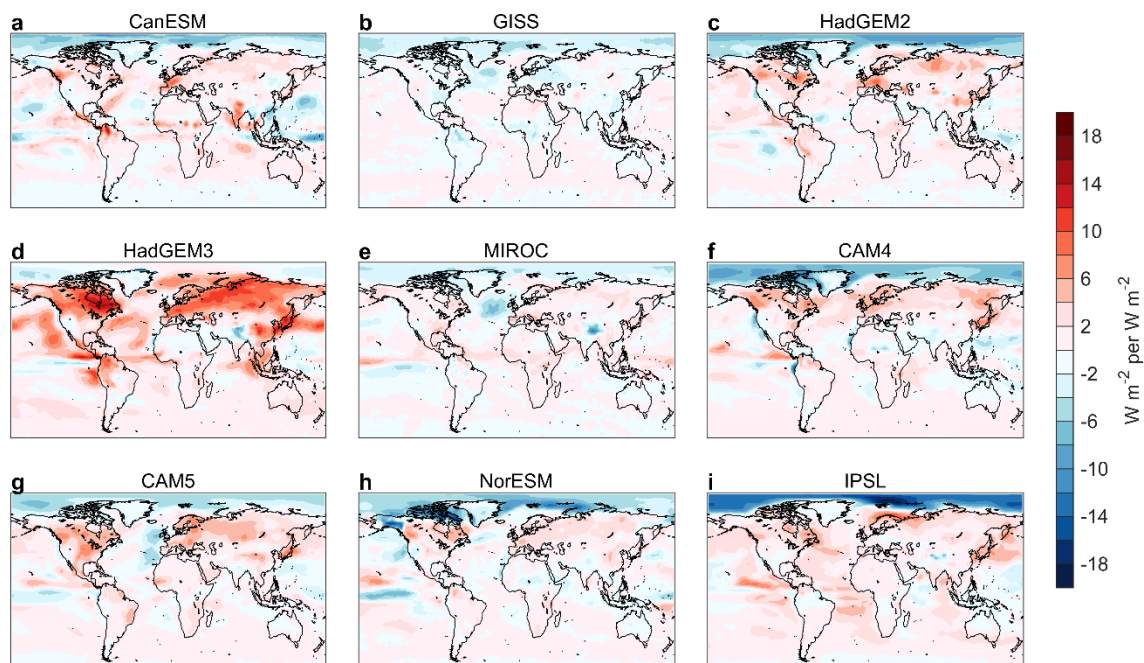 a CanESM
b GISS
c HadGEM2
d HadGEM3
e MIROC
f CAM4
g CAM5
h NorESM
i IPSL
18
14
10
6
2
-2
-6
-10
-14
-18
W m-2 per W m-2